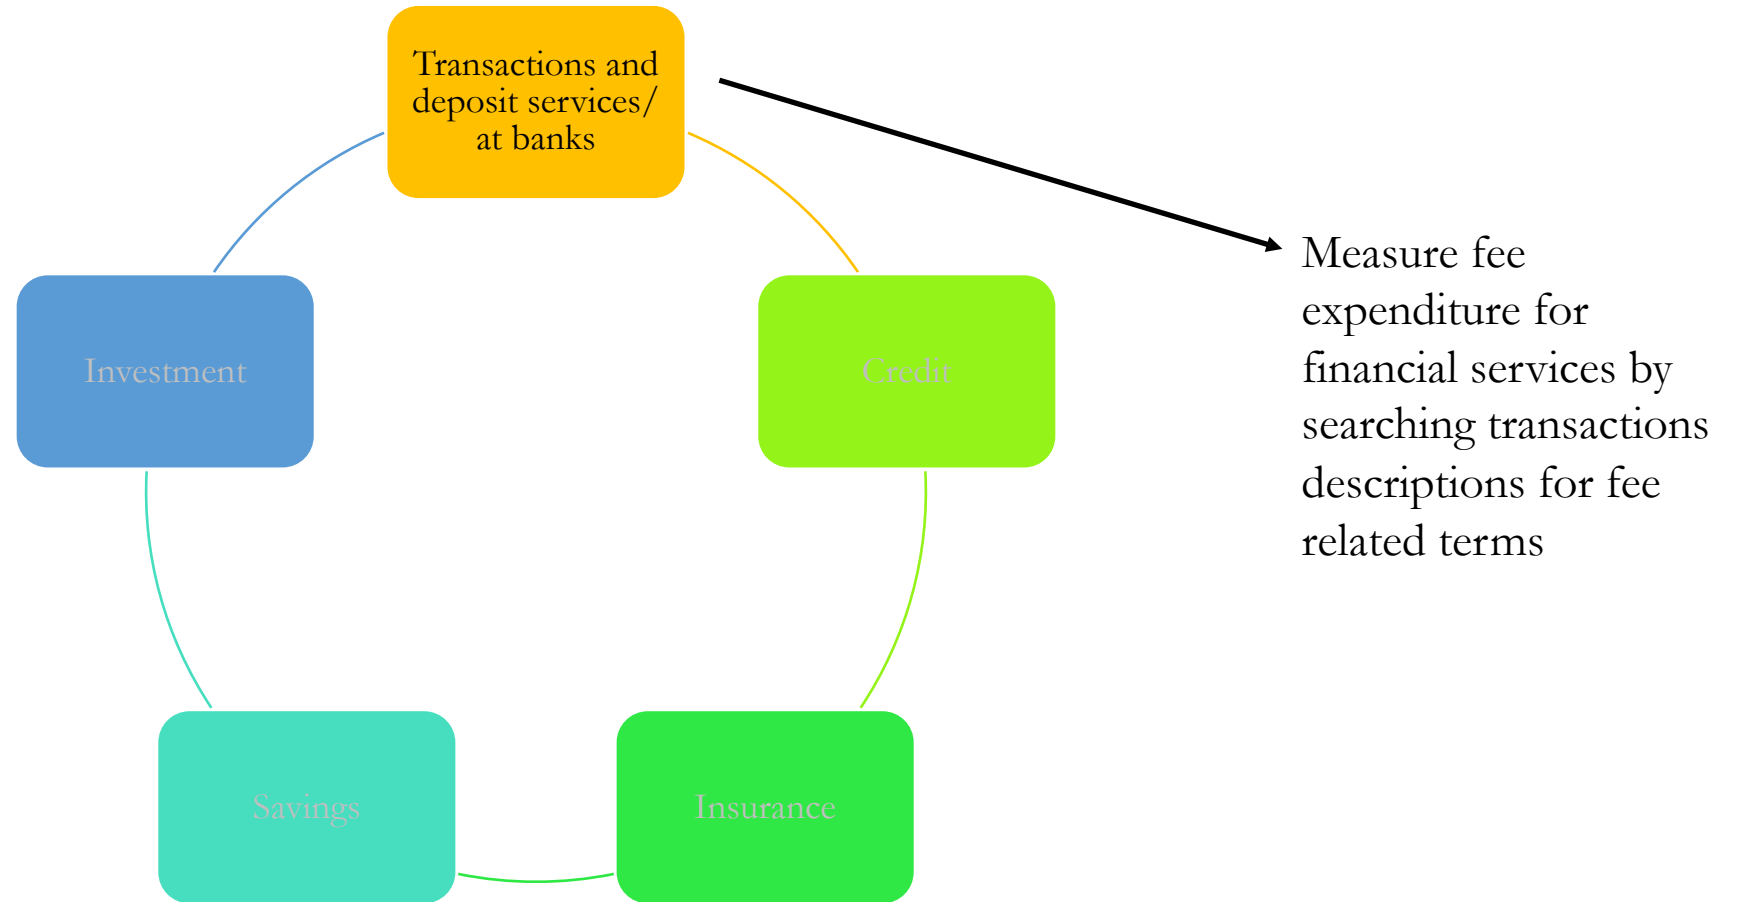 Transactions and
deposit services/
at banks
Investment
Credit
Savings
Insurance
Measure fee
expenditure for
financial services by
searching transactions
descriptions for fee
related terms